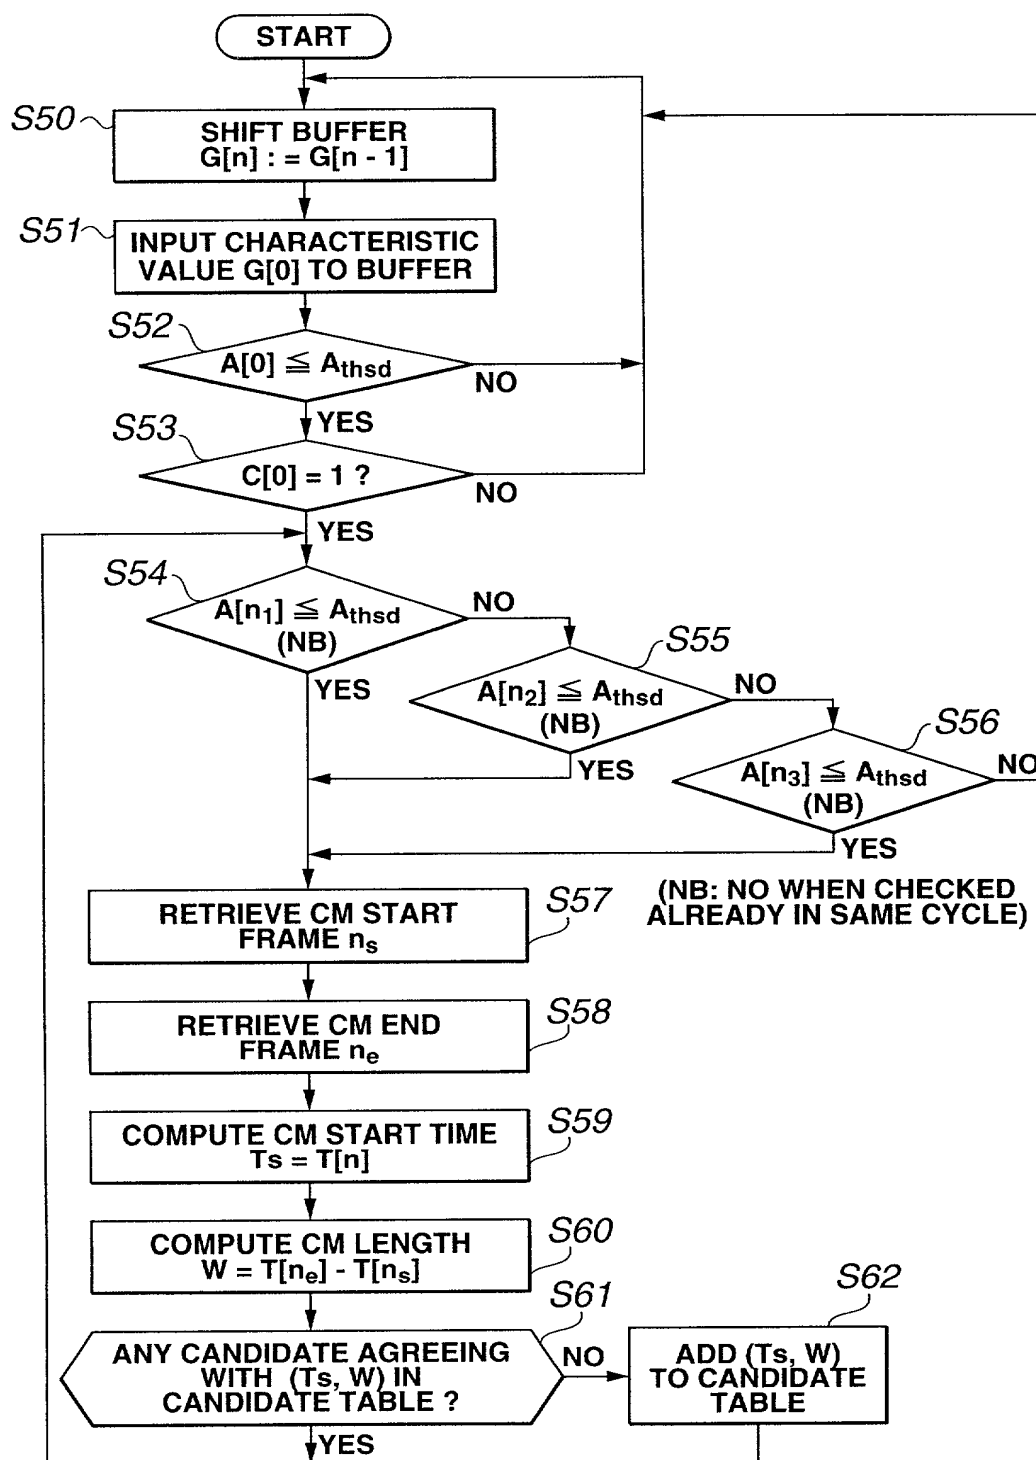 START
S50
SHIFT BUFFER
G[n] : = G[n - 1]
S51
INPUT CHARACTERISTIC
VALUE G[0] TO BUFFER
S52
A[0] ≦ Athsd
NO
YES
S53
C[0] = 1 ?
NO
YES
S54
A[n1] ≦ Athsd
(NB)
NO
YES
S55
A[n2] ≦ Athsd
(NB)
NO
YES
S56
A[n3] ≦ Athsd
(NB)
NO
YES
(NB: NO WHEN CHECKED
ALREADY IN SAME CYCLE)
S57
RETRIEVE CM START
FRAME ns
S58
RETRIEVE CM END
FRAME ne
S59
COMPUTE CM START TIME
Ts = T[n]
S60
COMPUTE CM LENGTH
W = T[ne] - T[ns]
S61
ANY CANDIDATE AGREEING
WITH (Ts, W) IN
CANDIDATE TABLE ?
NO
YES
S62
ADD (Ts, W)
TO CANDIDATE
TABLE